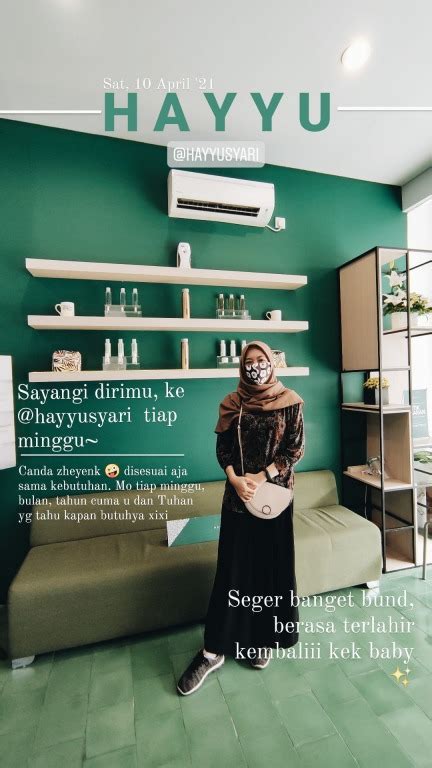 Sat, 10 April '21
HAYYU
@HAYYUSYARI
Sayangi dirimu, ke
@hayyusyari tiap
minggu~
Canda zheyenk 🤪 disesuai aja
sama kebutuhan. Mo tiap minggu,
bulan, tahun cuma u dan Tuhan
yg tahu kapan butuhya xixi
Seger banget bund,
berasa terlahir
kembaliii kek baby
✨